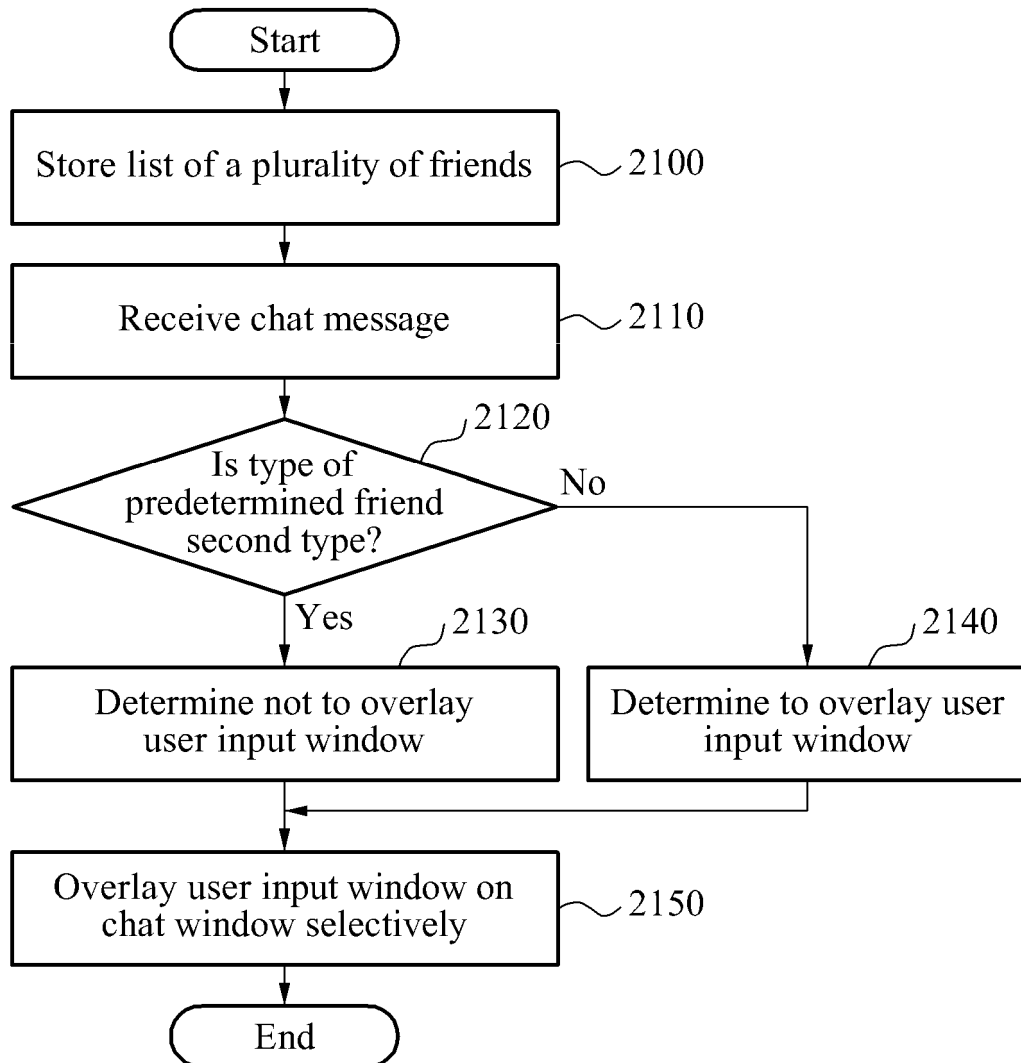 Start
Store list of a plurality of friends
2100
Receive chat message
2110
2120
Is type of
predetermined friend
second type?
No
Yes
2130
2140
Determine not to overlay
user input window
Determine to overlay user
input window
Overlay user input window on
chat window selectively
2150
End